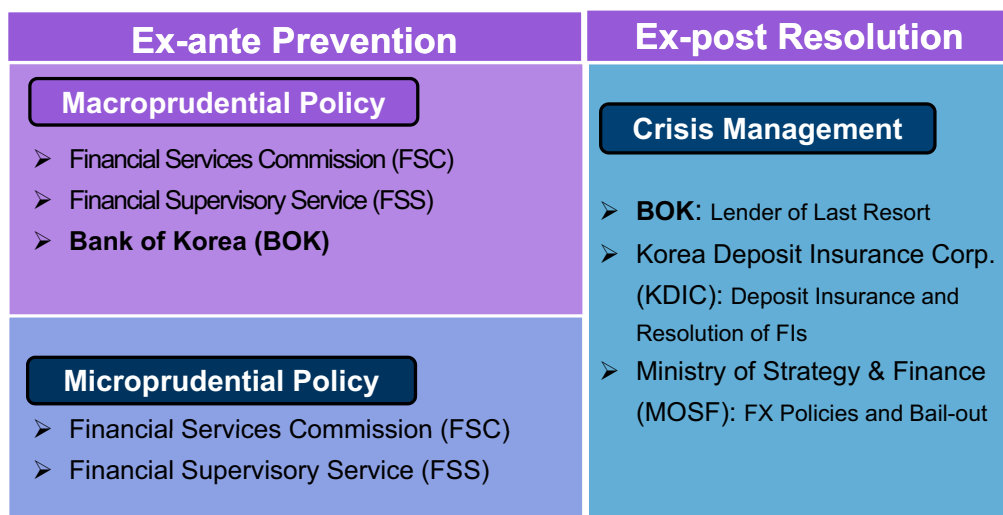 Ex-ante Prevention
Macroprudential Policy
➢ Financial Services Commission (FSC)
➢ Financial Supervisory Service (FSS)
➢ Bank of Korea (BOK)
Microprudential Policy
➢ Financial Services Commission (FSC)
➢ Financial Supervisory Service (FSS)
Ex-post Resolution
Crisis Management
➢ BOK: Lender of Last Resort
➢ Korea Deposit Insurance Corp.
(KDIC): Deposit Insurance and
Resolution of FIs
➢ Ministry of Strategy & Finance
(MOSF): FX Policies and Bail-out